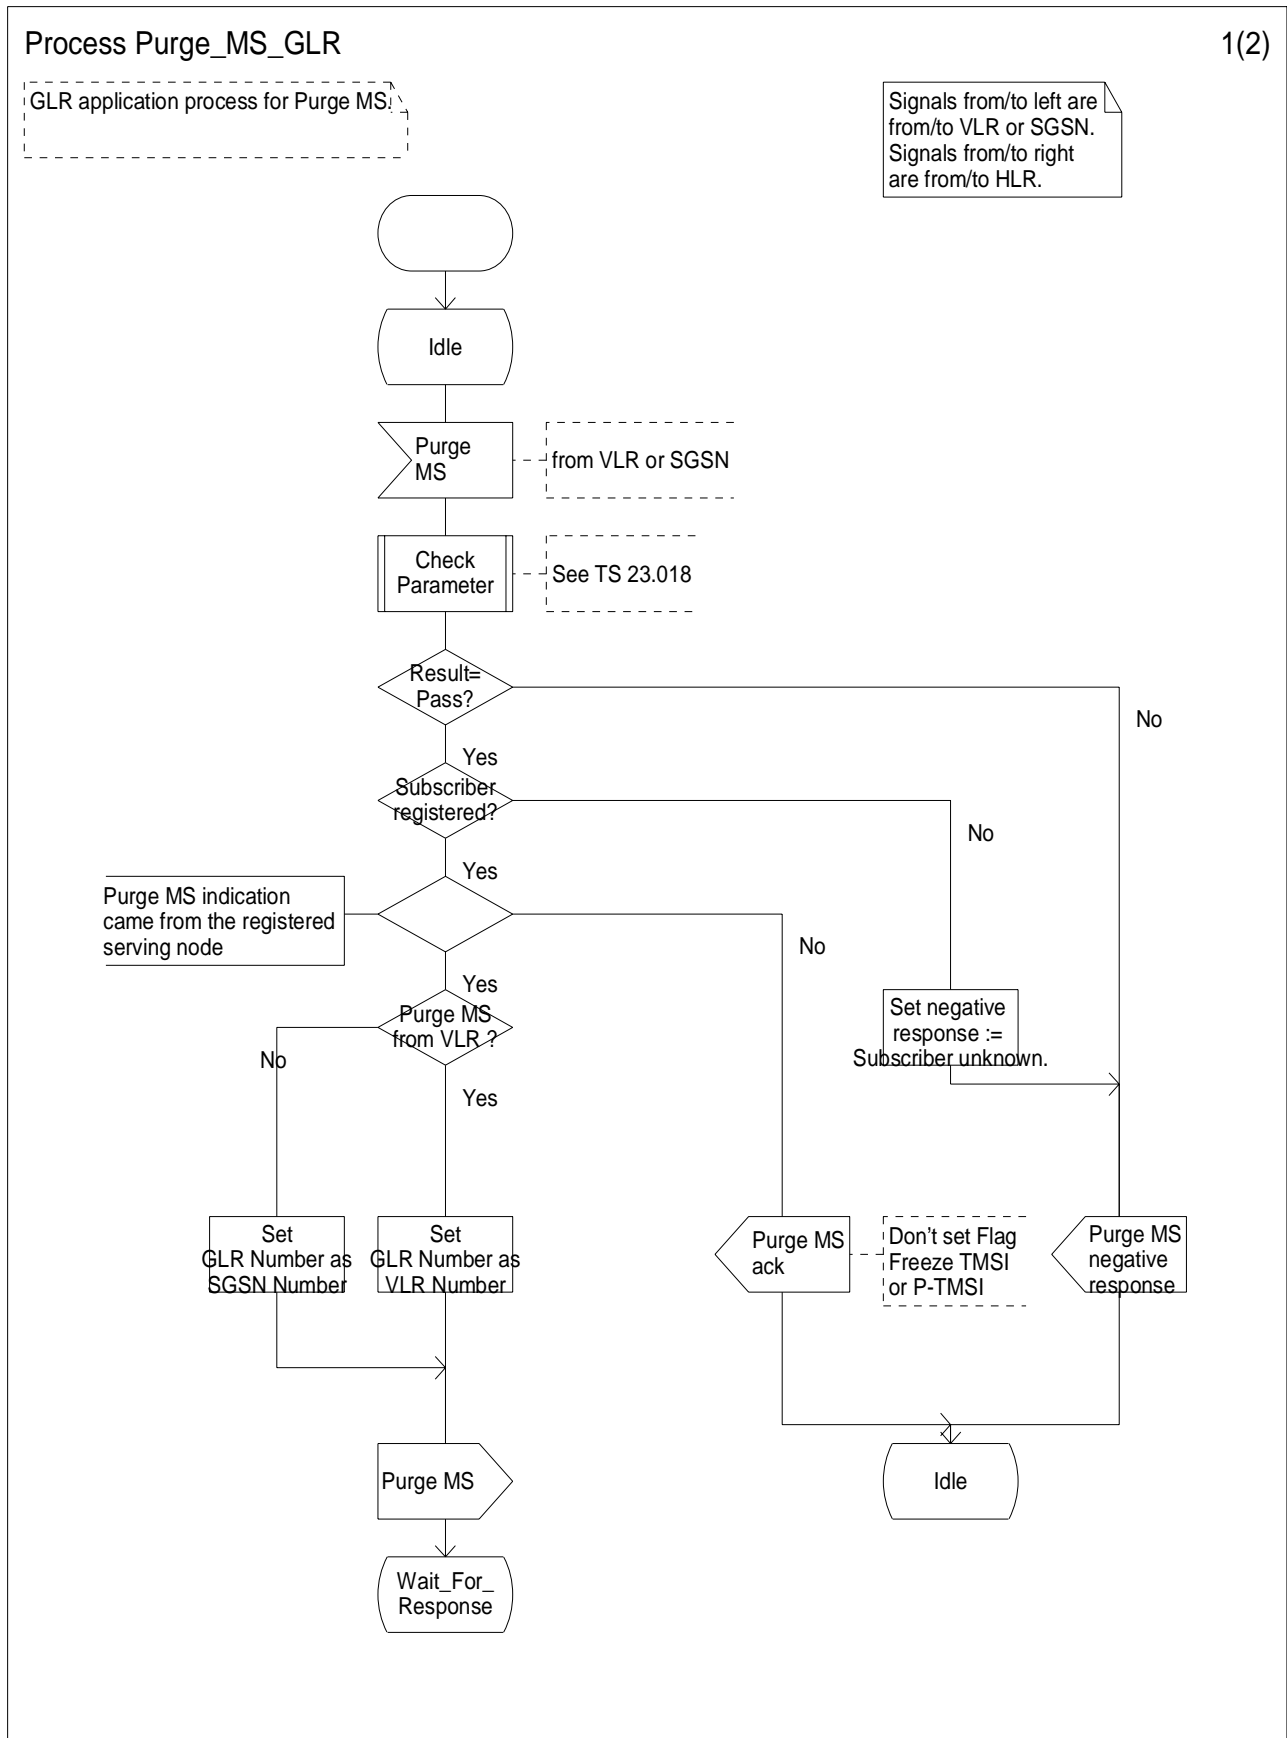 Process Purge_MS_GLR
1(2)
GLR application process for Purge MS.
Signals from/to left are
from/to VLR or SGSN.
Signals from/to right
are from/to HLR.
Idle
Purge
MS
from VLR or SGSN
Check
Parameter
See TS 23.018
Result=
Pass?
No
Yes
Subscriber
registered?
No
Yes
Purge MS indication
came from the registered
serving node
No
Yes
Purge MS
from VLR ?
No
Yes
Set negative
response :=
Subscriber unknown.
Set
GLR Number as
SGSN Number
Set
GLR Number as
VLR Number
Purge MS
ack
Don't set Flag
Freeze TMSI
or P-TMSI
Purge MS
negative
response
Purge MS
Idle
Wait_For_
Response